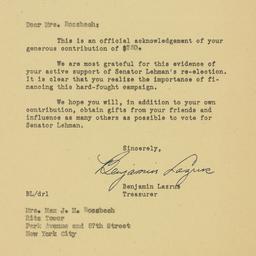 Dear Mrs. Rossbach:
This is an official acknowledgement of your
generous contribution of $250.
We are most grateful for this evidence of
your active support of Senator Lehman's re-election.
It is clear that you realize the importance of fi-
nancing this hard-fought campaign.
We hope you will, in addition to your own
contribution, obtain gifts from your friends and
influence as many others as possible to vote for
Senator Lehman.
Sincerely,
Benjamin Lazrus
Benjamin Lazrus
Treasurer
BL/drl
Mrs. Max J. H. Rossbach
Ritz Tower
Park Avenue and 57th Street
New York City